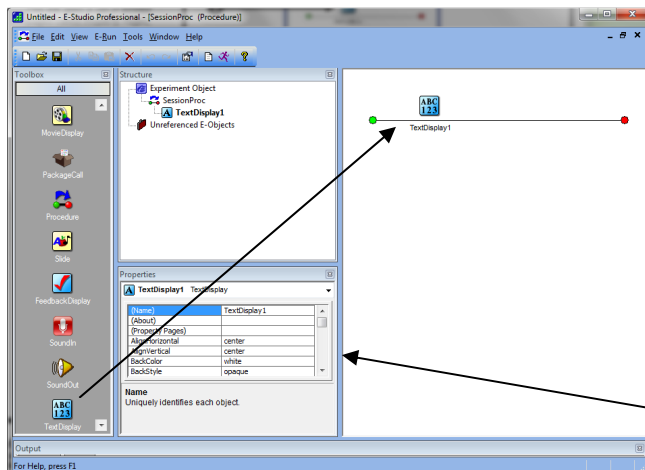 Untitled - E-Studio Professional - [SessionProc (Procedure)]
File Edit View E-Run Tools Window Help
Toolbox
All
MovieDisplay
PackageCall
Procedure
Slide
FeedbackDisplay
SoundIn
SoundOut
ABC
123
TextDisplay
Structure
Experiment Object
SessionProc
A TextDisplay1
Unreferenced E-Objects
Properties
A TextDisplay1 TextDisplay
(Name) TextDisplay1
(About)
(Property Pages)
AlignHorizontal center
AlignVertical center
BackColor white
BackStyle opaque
Name
Uniquely identifies each object.
ABC
123
TextDisplay1
Output
For Help, press F1